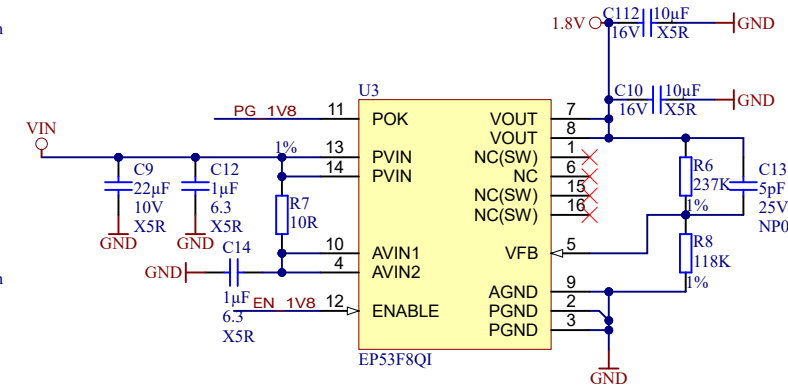 n
C112 10µF
1.8V GND
16V X5R
C10 10µF
GND
16V X5R
U3
PG_1V8 11 POK VOUT 7
VOUT 8
VIN
1% 13 PVIN NC(SW) 1
14 PVIN NC 6
NC(SW) 15
NC(SW) 16
C9
22µF
10V
X5R
GND
C12
1µF
6.3
X5R
GND
R7
10R
R6
237K
1%
C13
5pF
25V
NP0
10 AVIN1 VFB 5
4 AVIN2
R8
118K
1%
C14
GND
1µF
6.3
X5R
n
EN_1V8 12 ENABLE
AGND 9
PGND 2
PGND 3
EP53F8QI
GND